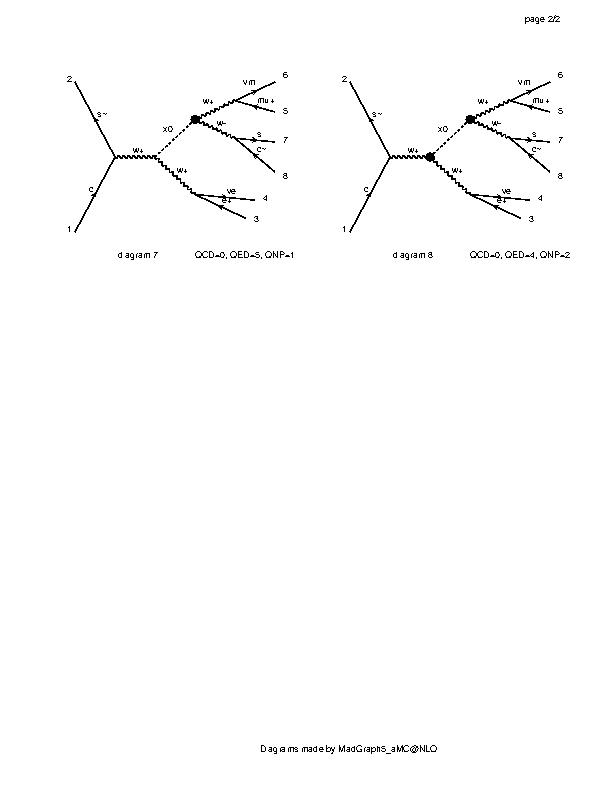 page 2/2
2
s~
c
1
w+
x0
w+
w+
vm
6
mu+
5
w-
s
7
c~
8
ve
4
e+
3
diagram 7 QCD=0, QED=5, QNP=1
2
s~
c
1
w+
x0
w+
w+
vm
6
mu+
5
w-
s
7
c~
8
ve
4
e+
3
diagram 8 QCD=0, QED=4, QNP=2
Diagrams made by MadGraph5_aMC@NLO